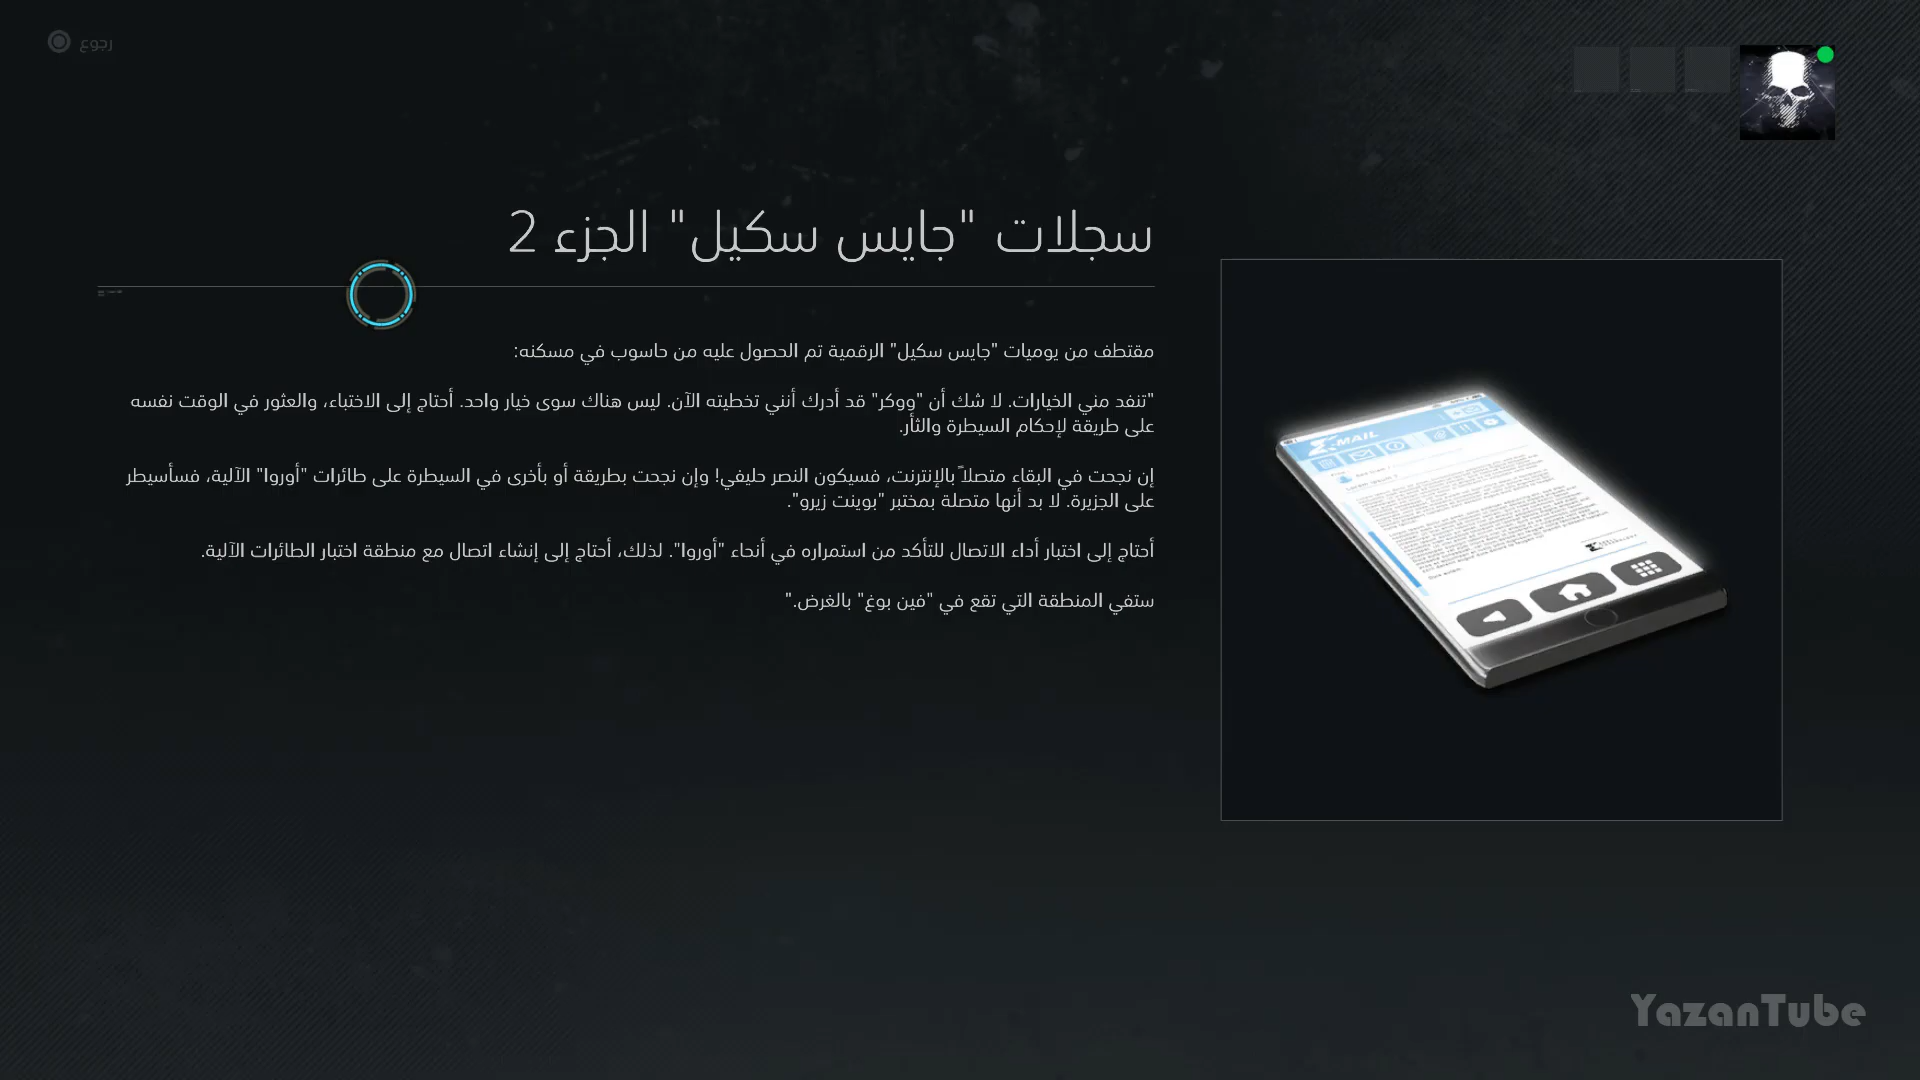 رجوع
سجلات "جايس سكيل" الجزء 2
مقتطف من يوميات "جايس سكيل" الرقمية تم الحصول عليه من حاسوب في مسكنه:
"تنفد مني الخيارات. لا شك أن "ووكر" قد أدرك أنني تخطيته الآن. ليس هناك سوى خيار واحد. أحتاج إلى الاختباء، والعثور في الوقت نفسه
على طريقة لإحكام السيطرة والثأر.
إن نجحت في البقاء متصلاً بالإنترنت، فسيكون النصر حليفي! وإن نجحت بطريقة أو بأخرى في السيطرة على طائرات "أوروا" الآلية، فسأسيطر
على الجزيرة. لا بد أنها متصلة بمختبر "بوينت زيرو".
أحتاج إلى اختبار أداء الاتصال للتأكد من استمراره في أنحاء "أوروا". لذلك، أحتاج إلى إنشاء اتصال مع منطقة اختبار الطائرات الآلية.
ستفي المنطقة التي تقع في "فين بوغ" بالغرض."
MAIL
YazanTube